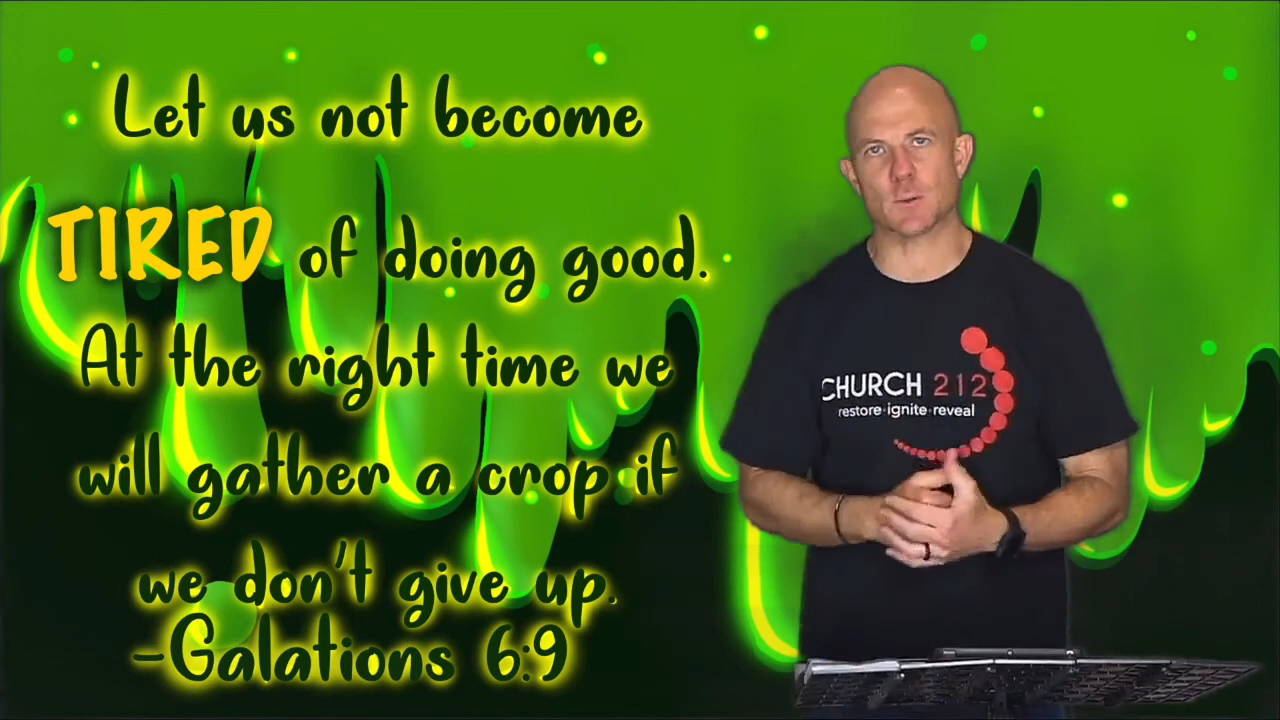 Let us not become
TIRED of doing good.
At the right time we
will gather a crop if
we don't give up.
-Galations 6:9
CHURCH 212
restore·ignite·reveal